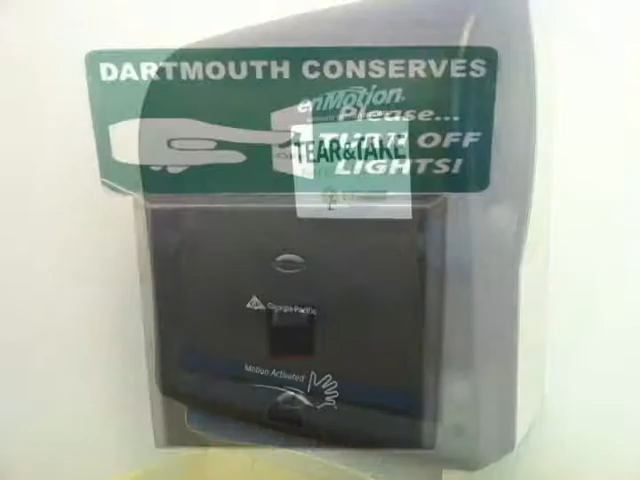 DARTMOUTH CONSERVES
enMotion.
Please...
TURN OFF
LIGHTS!
TEAR&TAKE
Georgia-Pacific
Motion Activated